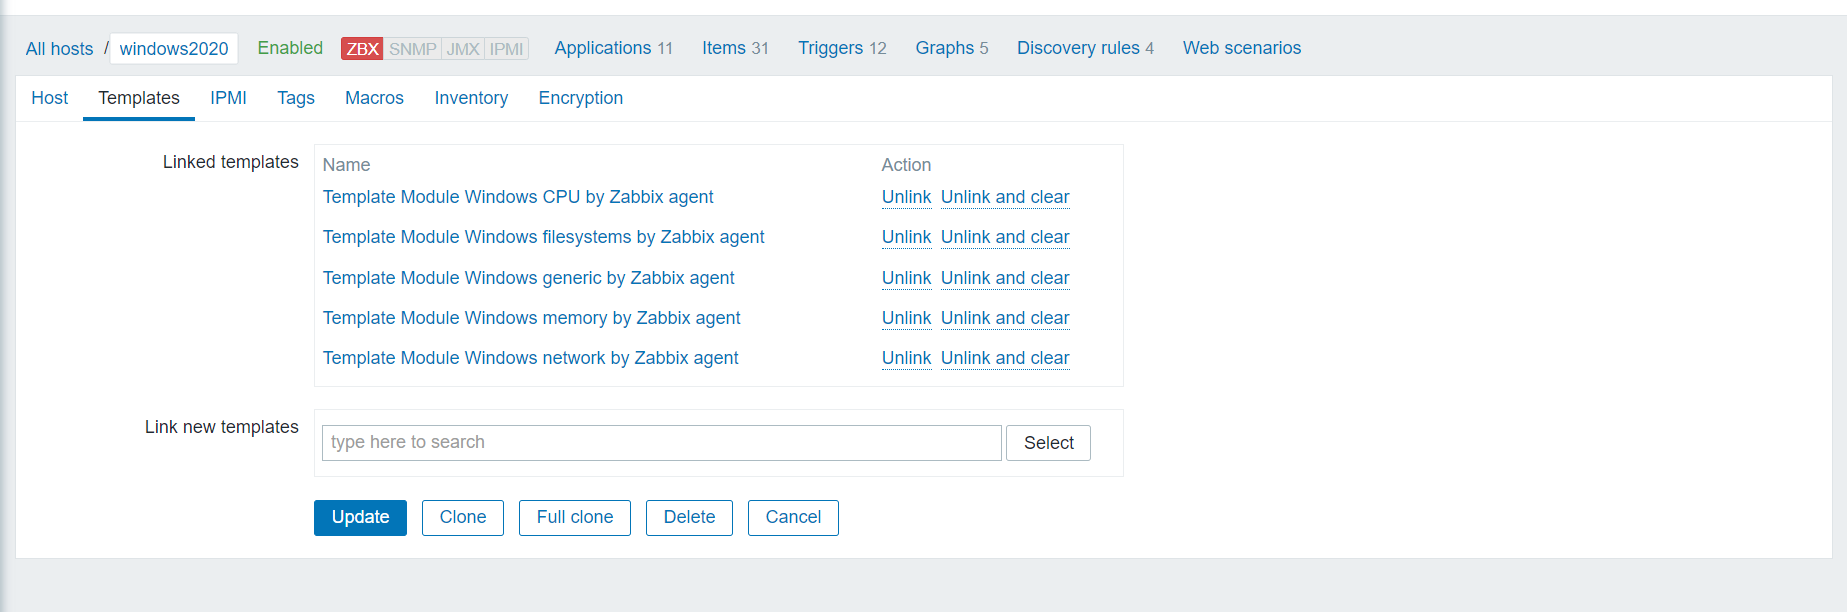 All hosts / windows2020 Enabled ZBX SNMP JMX IPMI Applications 11 Items 31 Triggers 12 Graphs 5 Discovery rules 4 Web scenarios
Host Templates IPMI Tags Macros Inventory Encryption
Linked templates Name Action
Template Module Windows CPU by Zabbix agent Unlink Unlink and clear
Template Module Windows filesystems by Zabbix agent Unlink Unlink and clear
Template Module Windows generic by Zabbix agent Unlink Unlink and clear
Template Module Windows memory by Zabbix agent Unlink Unlink and clear
Template Module Windows network by Zabbix agent Unlink Unlink and clear
Link new templates type here to search Select
Update Clone Full clone Delete Cancel